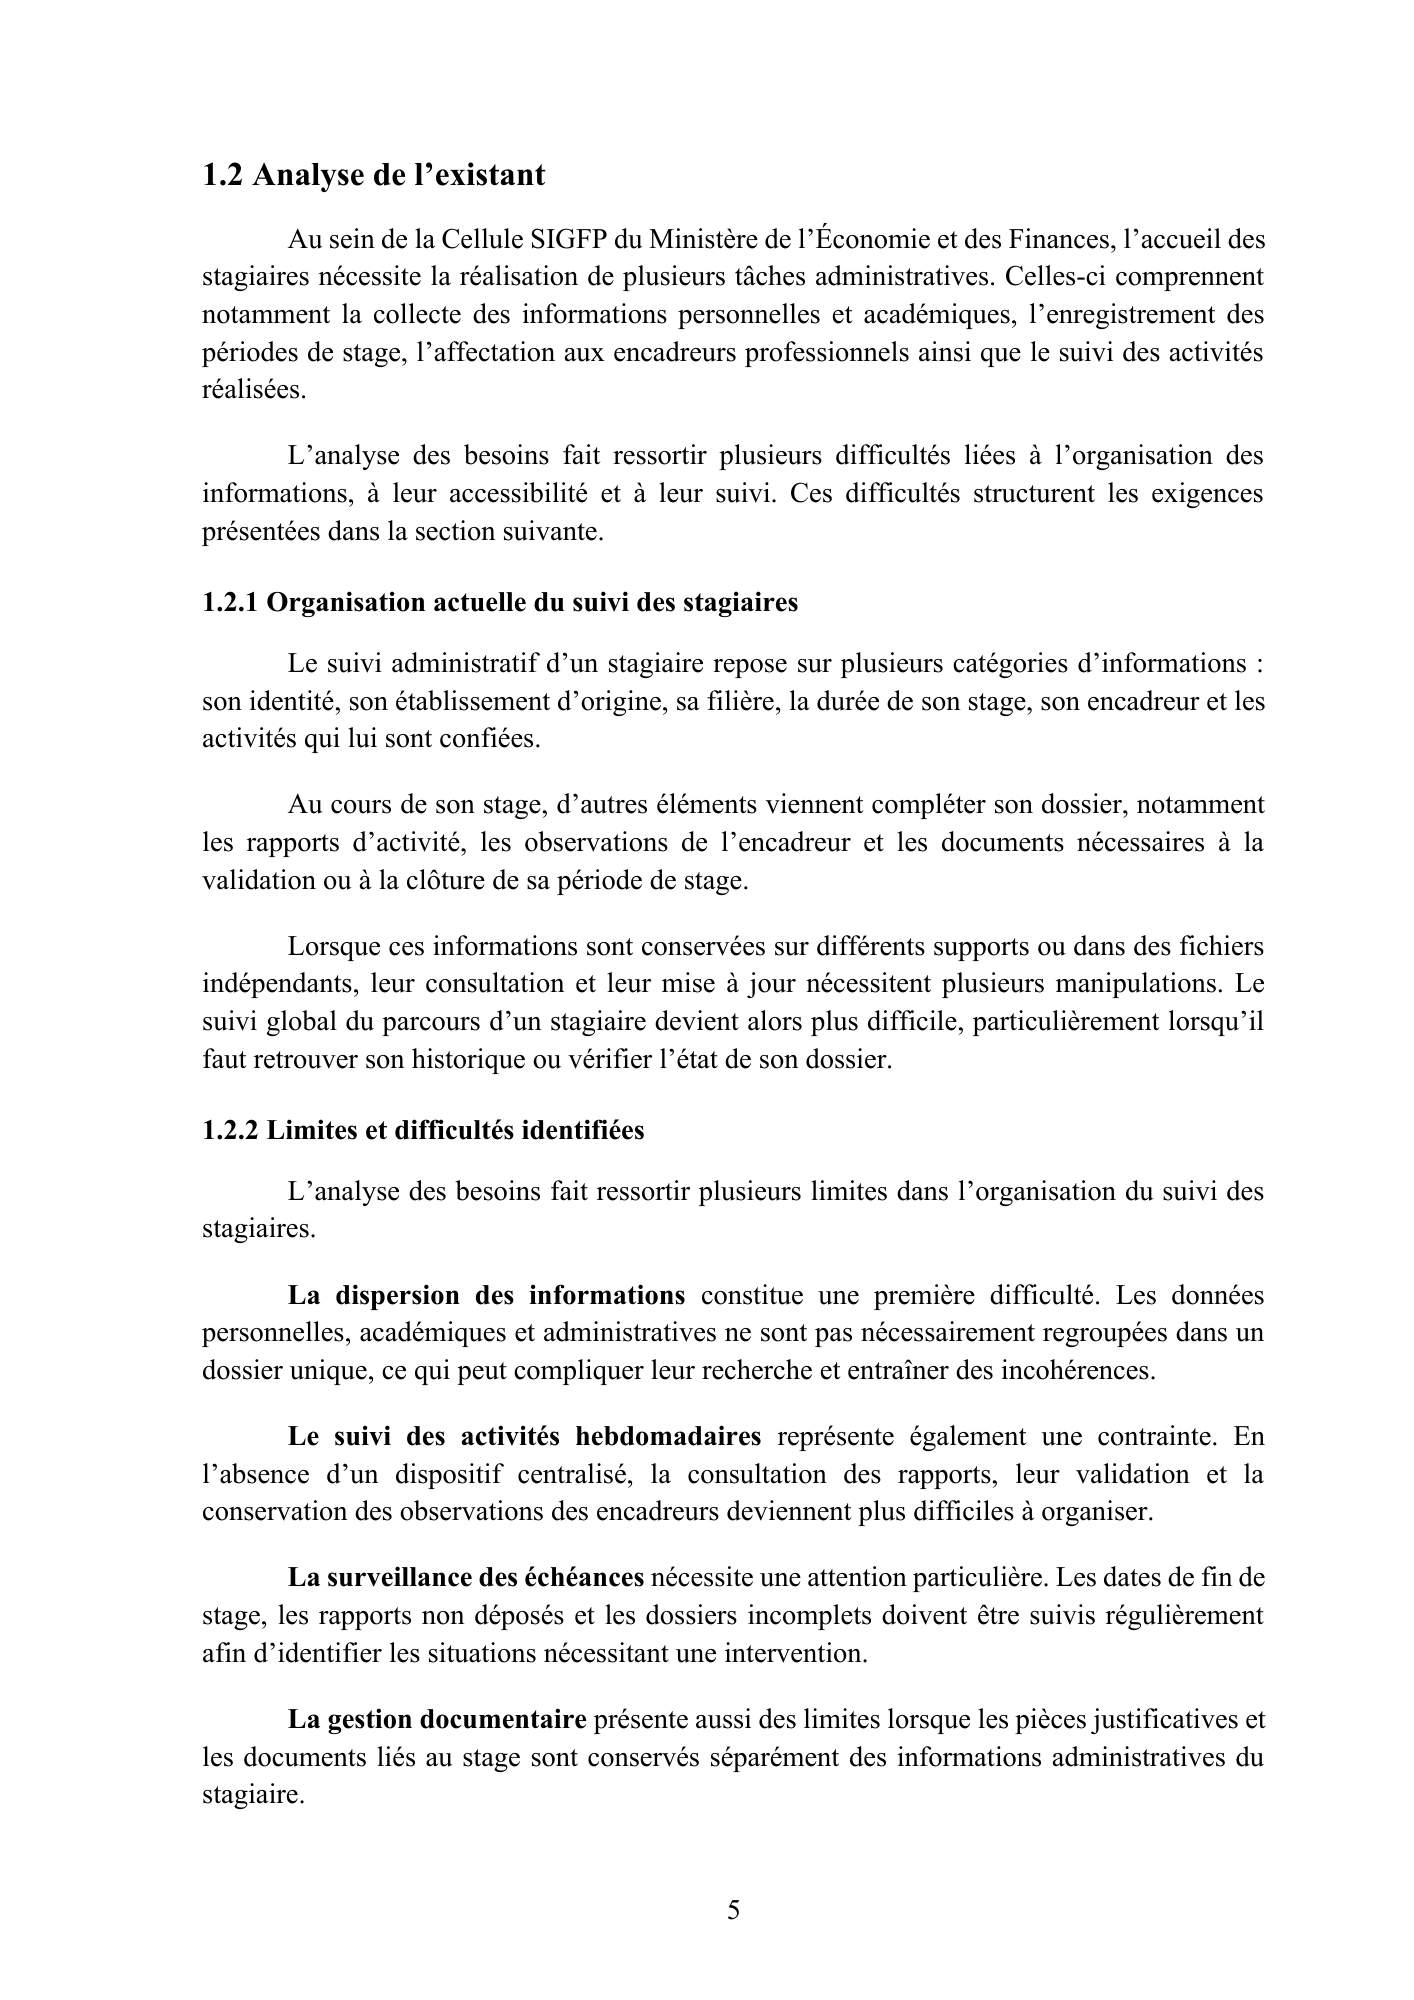 1.2 Analyse de l’existant
Au sein de la Cellule SIGFP du Ministère de l’Économie et des Finances, l’accueil des
stagiaires nécessite la réalisation de plusieurs tâches administratives. Celles-ci comprennent
notamment la collecte des informations personnelles et académiques, l’enregistrement des
périodes de stage, l’affectation aux encadreurs professionnels ainsi que le suivi des activités
réalisées.
L’analyse des besoins fait ressortir plusieurs difficultés liées à l’organisation des
informations, à leur accessibilité et à leur suivi. Ces difficultés structurent les exigences
présentées dans la section suivante.
1.2.1 Organisation actuelle du suivi des stagiaires
Le suivi administratif d’un stagiaire repose sur plusieurs catégories d’informations :
son identité, son établissement d’origine, sa filière, la durée de son stage, son encadreur et les
activités qui lui sont confiées.
Au cours de son stage, d’autres éléments viennent compléter son dossier, notamment
les rapports d’activité, les observations de l’encadreur et les documents nécessaires à la
validation ou à la clôture de sa période de stage.
Lorsque ces informations sont conservées sur différents supports ou dans des fichiers
indépendants, leur consultation et leur mise à jour nécessitent plusieurs manipulations. Le
suivi global du parcours d’un stagiaire devient alors plus difficile, particulièrement lorsqu’il
faut retrouver son historique ou vérifier l’état de son dossier.
1.2.2 Limites et difficultés identifiées
L’analyse des besoins fait ressortir plusieurs limites dans l’organisation du suivi des
stagiaires.
La dispersion des informations constitue une première difficulté. Les données
personnelles, académiques et administratives ne sont pas nécessairement regroupées dans un
dossier unique, ce qui peut compliquer leur recherche et entraîner des incohérences.
Le suivi des activités hebdomadaires représente également une contrainte. En
l’absence d’un dispositif centralisé, la consultation des rapports, leur validation et la
conservation des observations des encadreurs deviennent plus difficiles à organiser.
La surveillance des échéances nécessite une attention particulière. Les dates de fin de
stage, les rapports non déposés et les dossiers incomplets doivent être suivis régulièrement
afin d’identifier les situations nécessitant une intervention.
La gestion documentaire présente aussi des limites lorsque les pièces justificatives et
les documents liés au stage sont conservés séparément des informations administratives du
stagiaire.
5